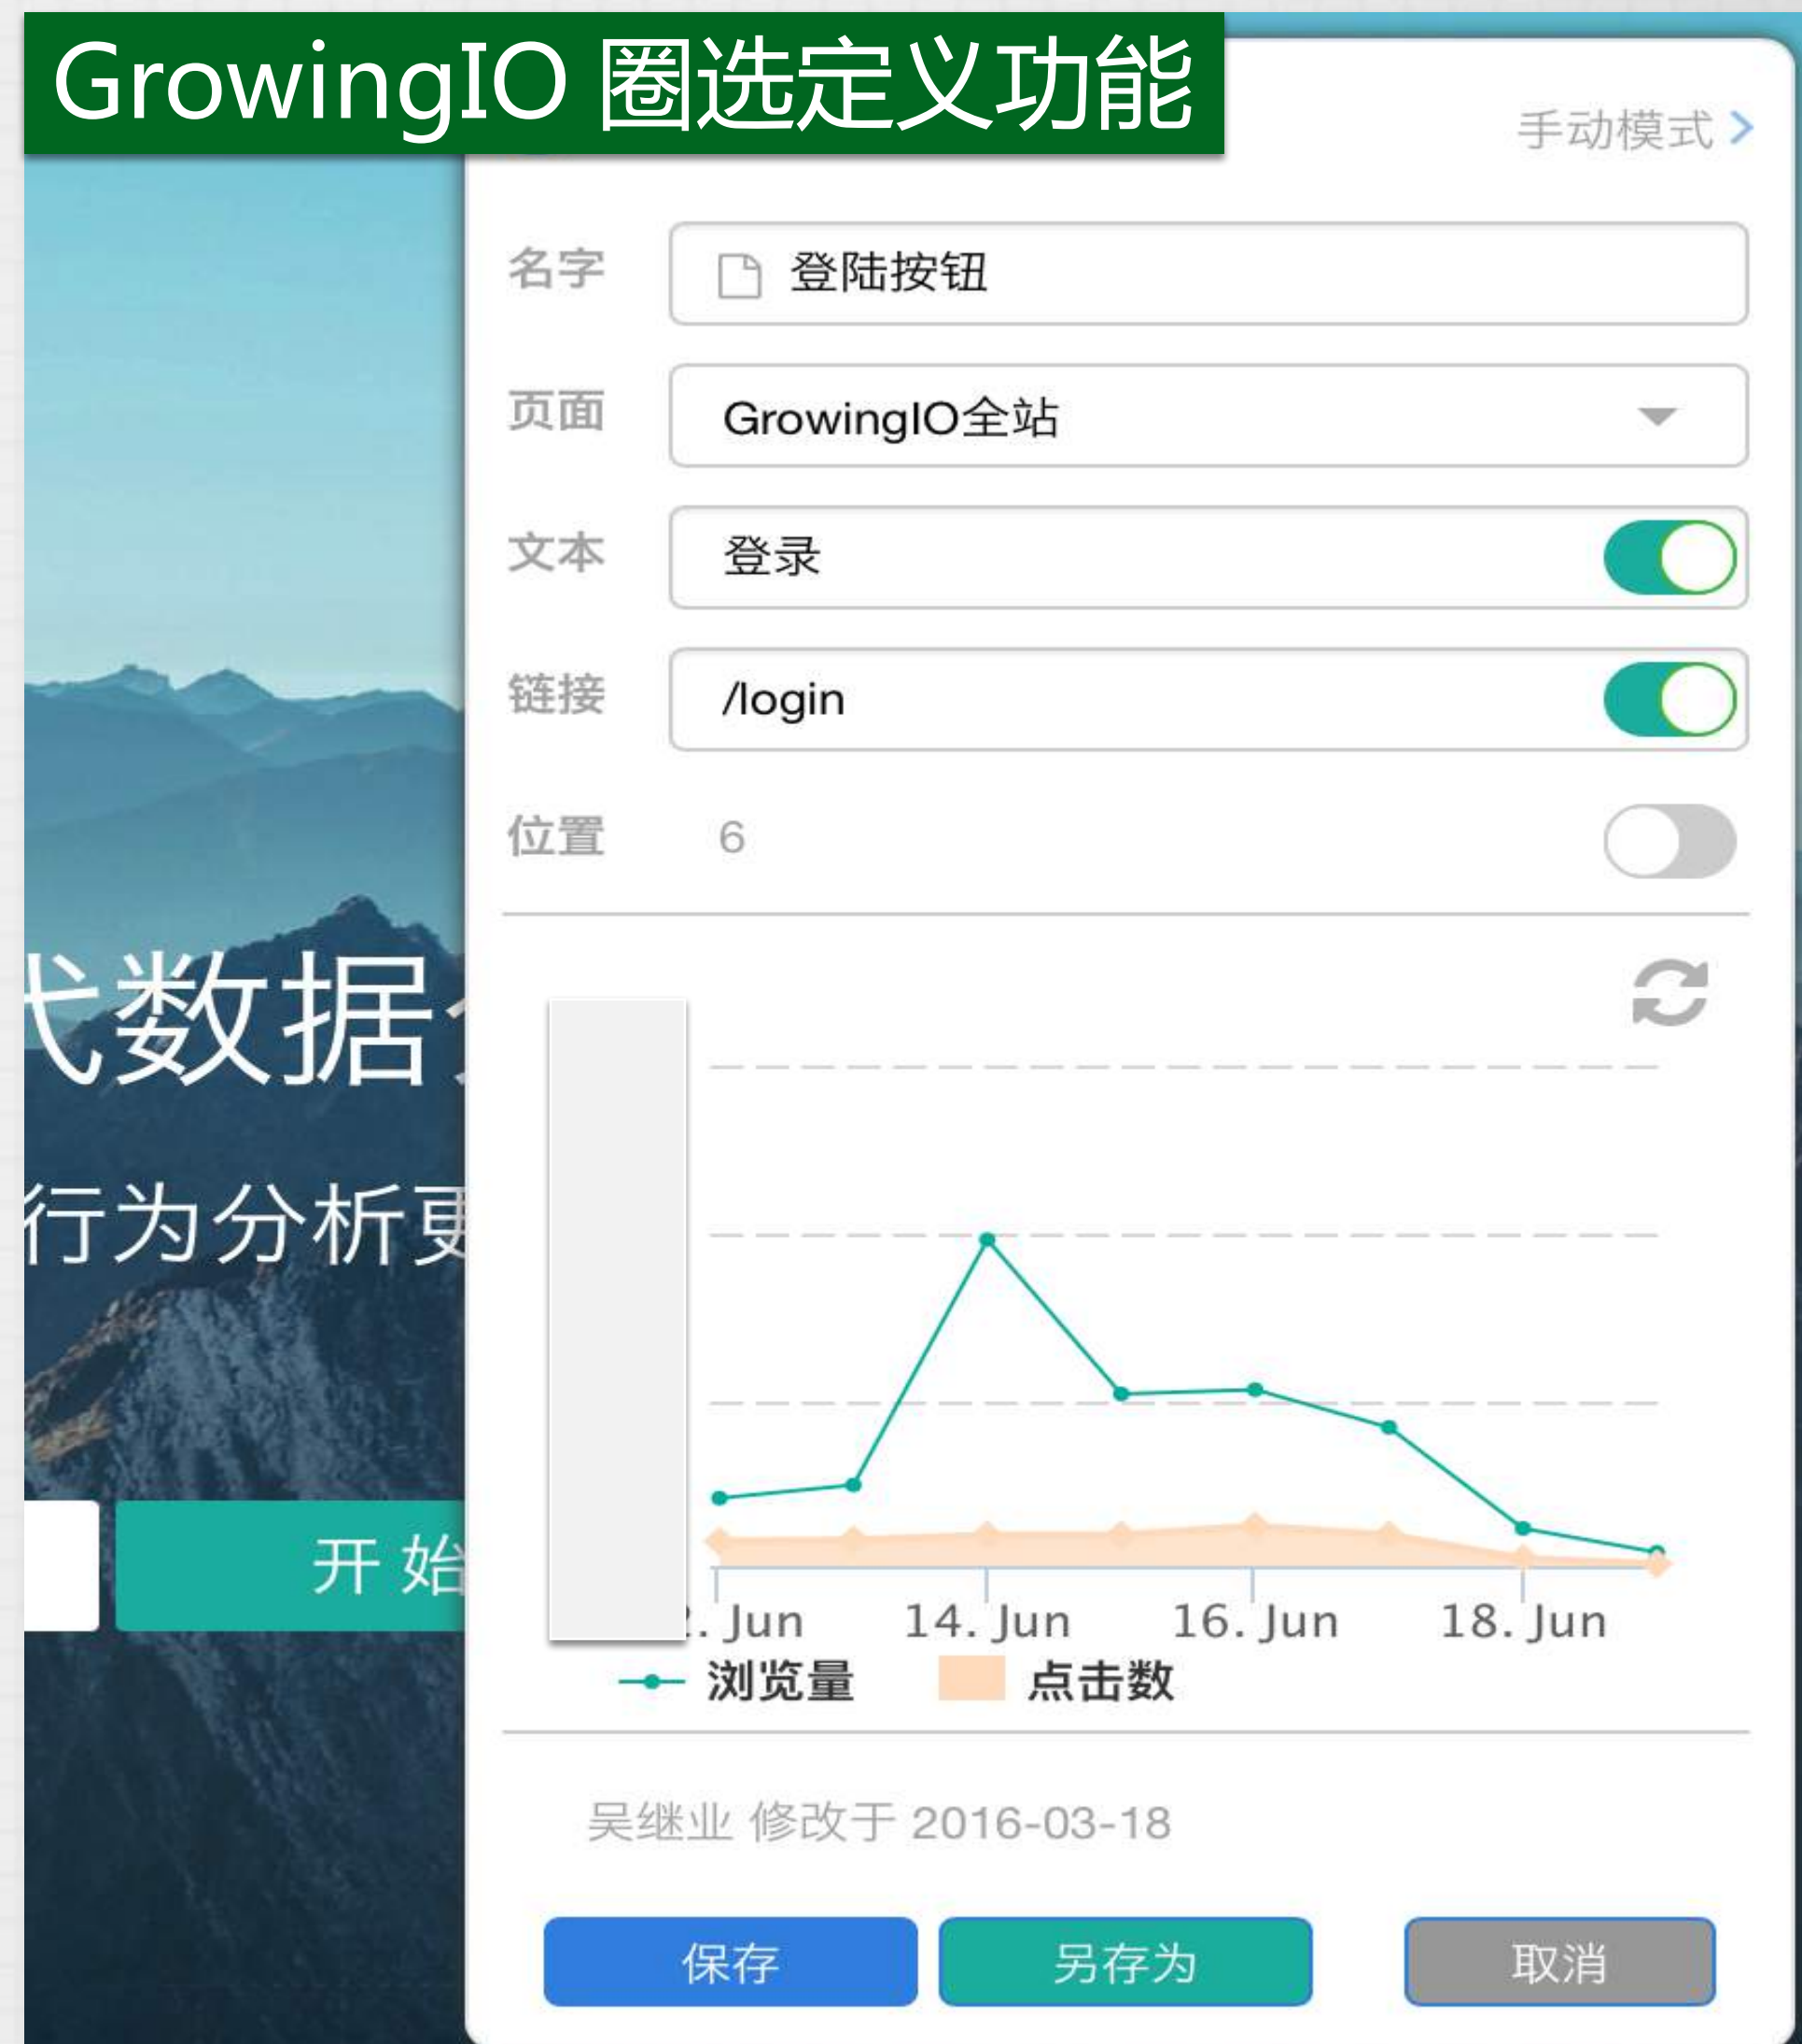 GrowingIO 圈选定义功能
手动模式
名字 登陆按钮
页面 GrowingIO全站
文本 登录
链接 /login
位置 6
代数据
行为分析更
开 始
. Jun 14. Jun 16. Jun 18. Jun
浏览量 点击数
吴继业 修改于 2016-03-18
保存 另存为 取消